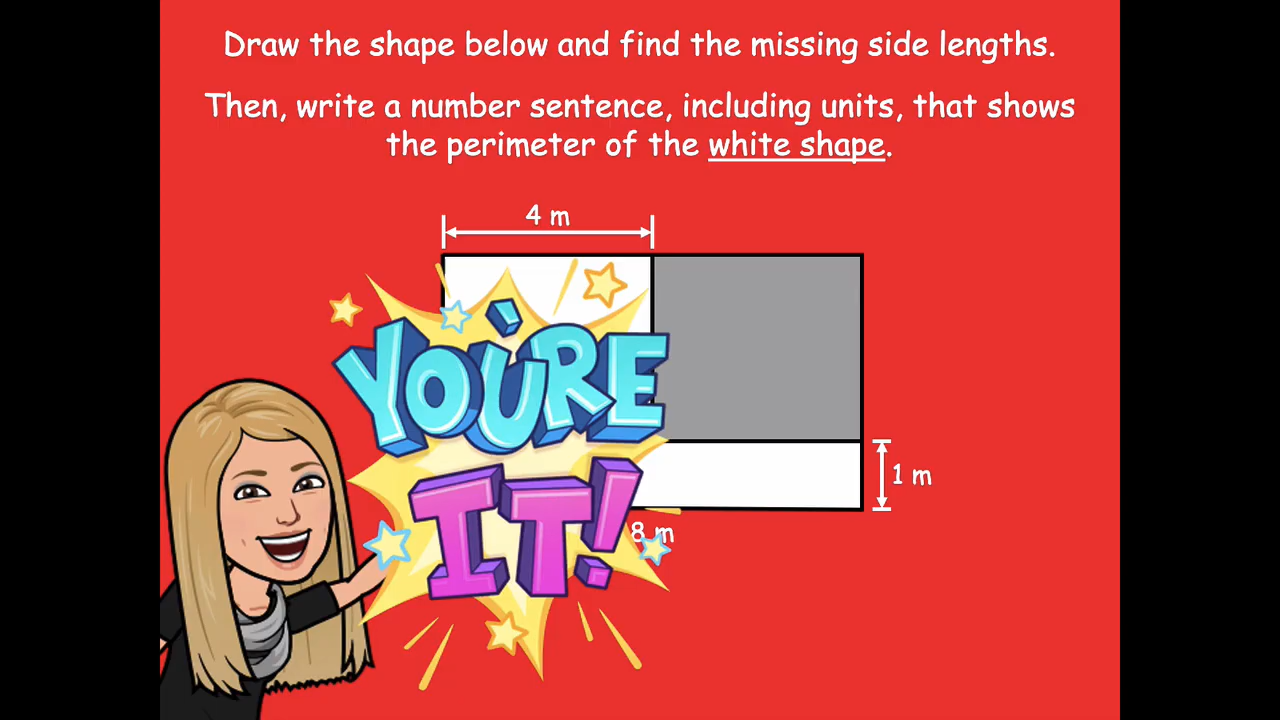 Draw the shape below and find the missing side lengths.
Then, write a number sentence, including units, that shows
the perimeter of the white shape.
4 m
YOU'RE
IT!
1 m
8 m